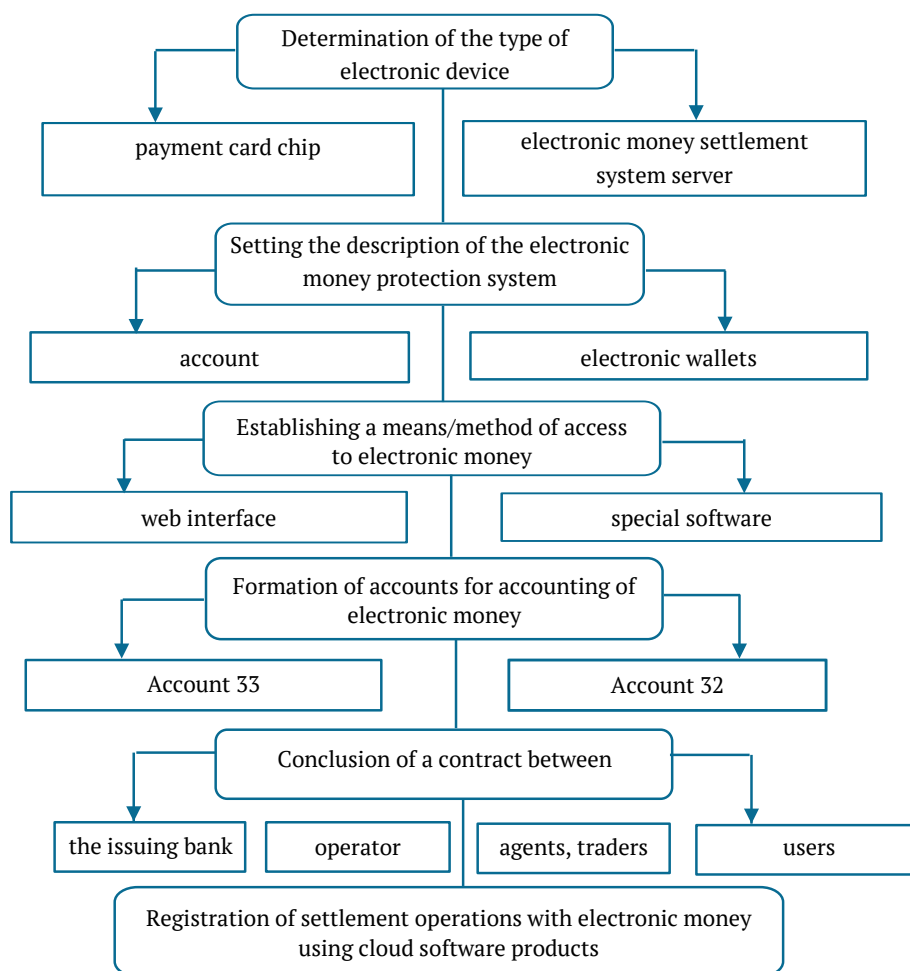 Determination of the type of
electronic device
payment card chip
electronic money settlement
system server
Setting the description of the electronic
money protection system
account
electronic wallets
Establishing a means/method of access
to electronic money
web interface
special software
Formation of accounts for accounting of
electronic money
Account 33
Account 32
Conclusion of a contract between
the issuing bank
operator
agents, traders
users
Registration of settlement operations with electronic money
using cloud software products